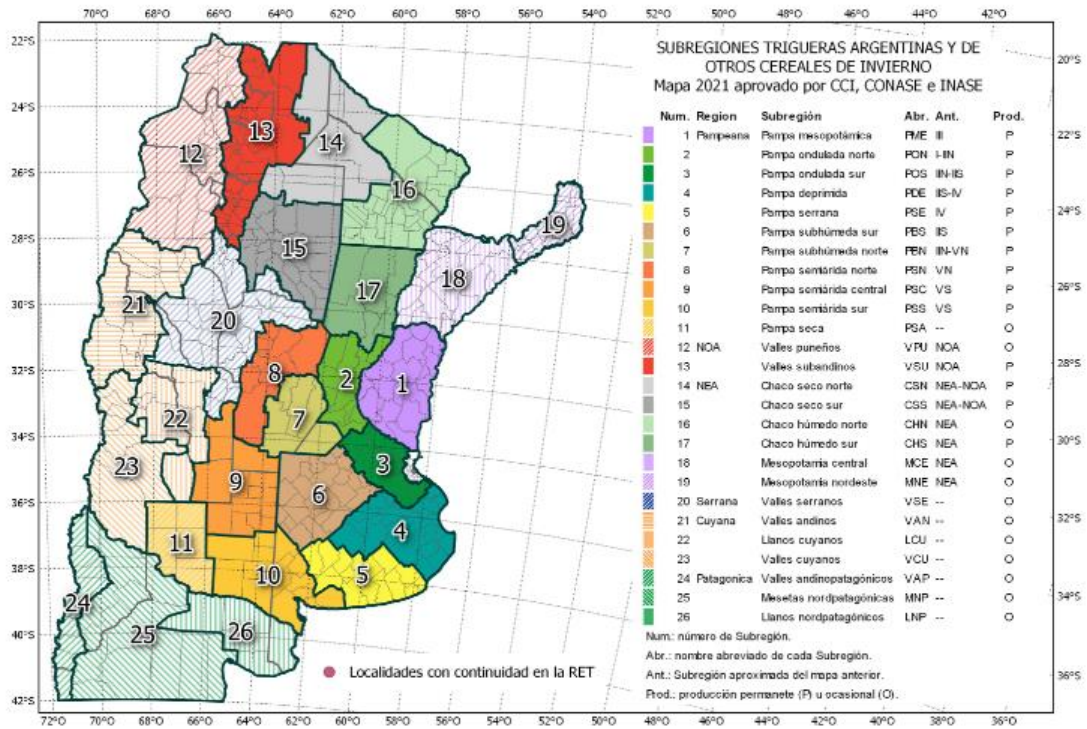 70°O 68°O 66°O 64°O 62°O 60°O 52°O 50°O 48°O 46°O 44°O 42°O
SUBREGIONES TRIGUERAS ARGENTINAS Y DE
OTROS CEREALES DE INVIERNO
Mapa 2021 aprovado por CCI, CONASE e INASE
Num. Region Subregión Abr. Ant. Prod.
1 Pampeana Pampa mesopotámica PME III P
2 Pampa ondulada norte PON I-IIN P
3 Pampa ondulada sur POS IIN-IIS P
4 Pampa deprimida PDE IIS-IV P
5 Pampa serrana PSE IV P
6 Pampa subhúmeda sur PBS IIS P
7 Pampa subhúmeda norte PBN IIN-VN P
8 Pampa semiárida norte PSN VN P
9 Pampa semiárida central PSC VS P
10 Pampa semiárida sur PSS VS P
11 Pampa seca PSA -- O
12 NOA Valles puneños VPU NOA O
13 Valles subandinos VSU NOA P
14 NEA Chaco seco norte CSN NEA-NOA P
15 Chaco seco sur CSS NEA-NOA P
16 Chaco húmedo norte CHN NEA O
17 Chaco húmedo sur CHS NEA P
18 Mesopotamia central MCE NEA O
19 Mesopotamia nordeste MNE NEA O
20 Serrana Valles serranos VSE -- O
21 Cuyana Valles andinos VAN -- O
22 Llanos cuyanos LCU -- O
23 Valles cuyanos VCU -- O
24 Patagonica Valles andinopatagónicos VAP -- O
25 Mesetas nordpatagónicas MNP -- O
26 Llanos nordpatagónicos LNP -- O
Num.: número de Subregión.
Abr.: nombre abreviado de cada Subregión.
Ant.: Subregión aproximada del mapa anterior.
Prod.: producción permanete (P) u ocasional (O).
22°S
24°S
26°S
28°S
30°S
32°S
34°S
36°S
38°S
40°S
42°S
20°S
22°S
24°S
26°S
28°S
30°S
32°S
34°S
36°S
13
14
12
16
19
15
18
17
21
20
8
2
1
7
22
3
23
9
6
4
11
10
5
24
25
26
Localidades con continuidad en la RET
72°O 70°O 68°O 66°O 64°O 62°O 60°O 58°O 56°O 54°O 52°O 50°O 48°O 46°O 44°O 42°O 40°O 38°O 36°O